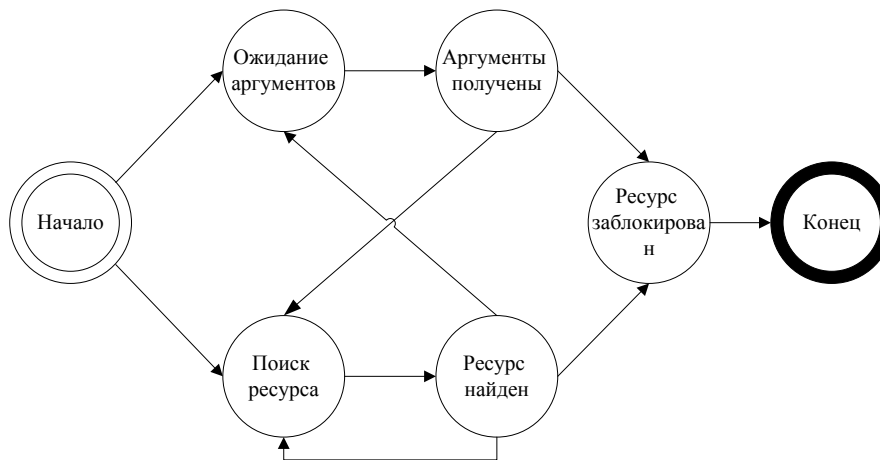 Ожидание
аргументов
Аргументы
получены
Начало
Ресурс
заблокирова
н
Конец
Поиск
ресурса
Ресурс
найден